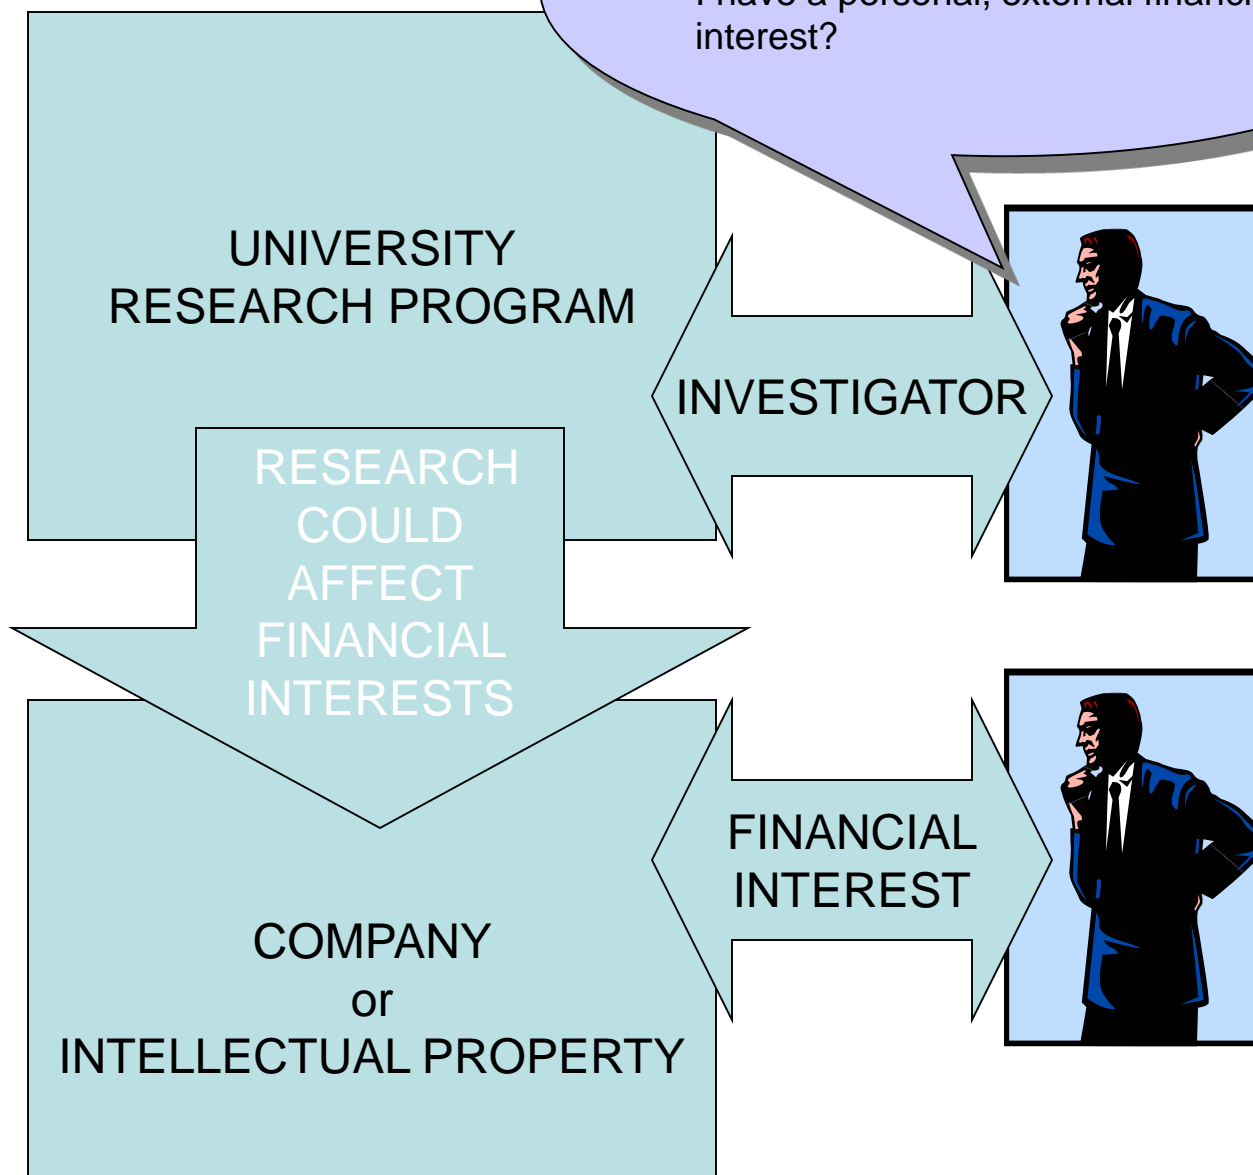 interest?
UNIVERSITY
RESEARCH PROGRAM
INVESTIGATOR
RESEARCH
COULD
AFFECT
FINANCIAL
INTERESTS
FINANCIAL
INTEREST
COMPANY
or
INTELLECTUAL PROPERTY